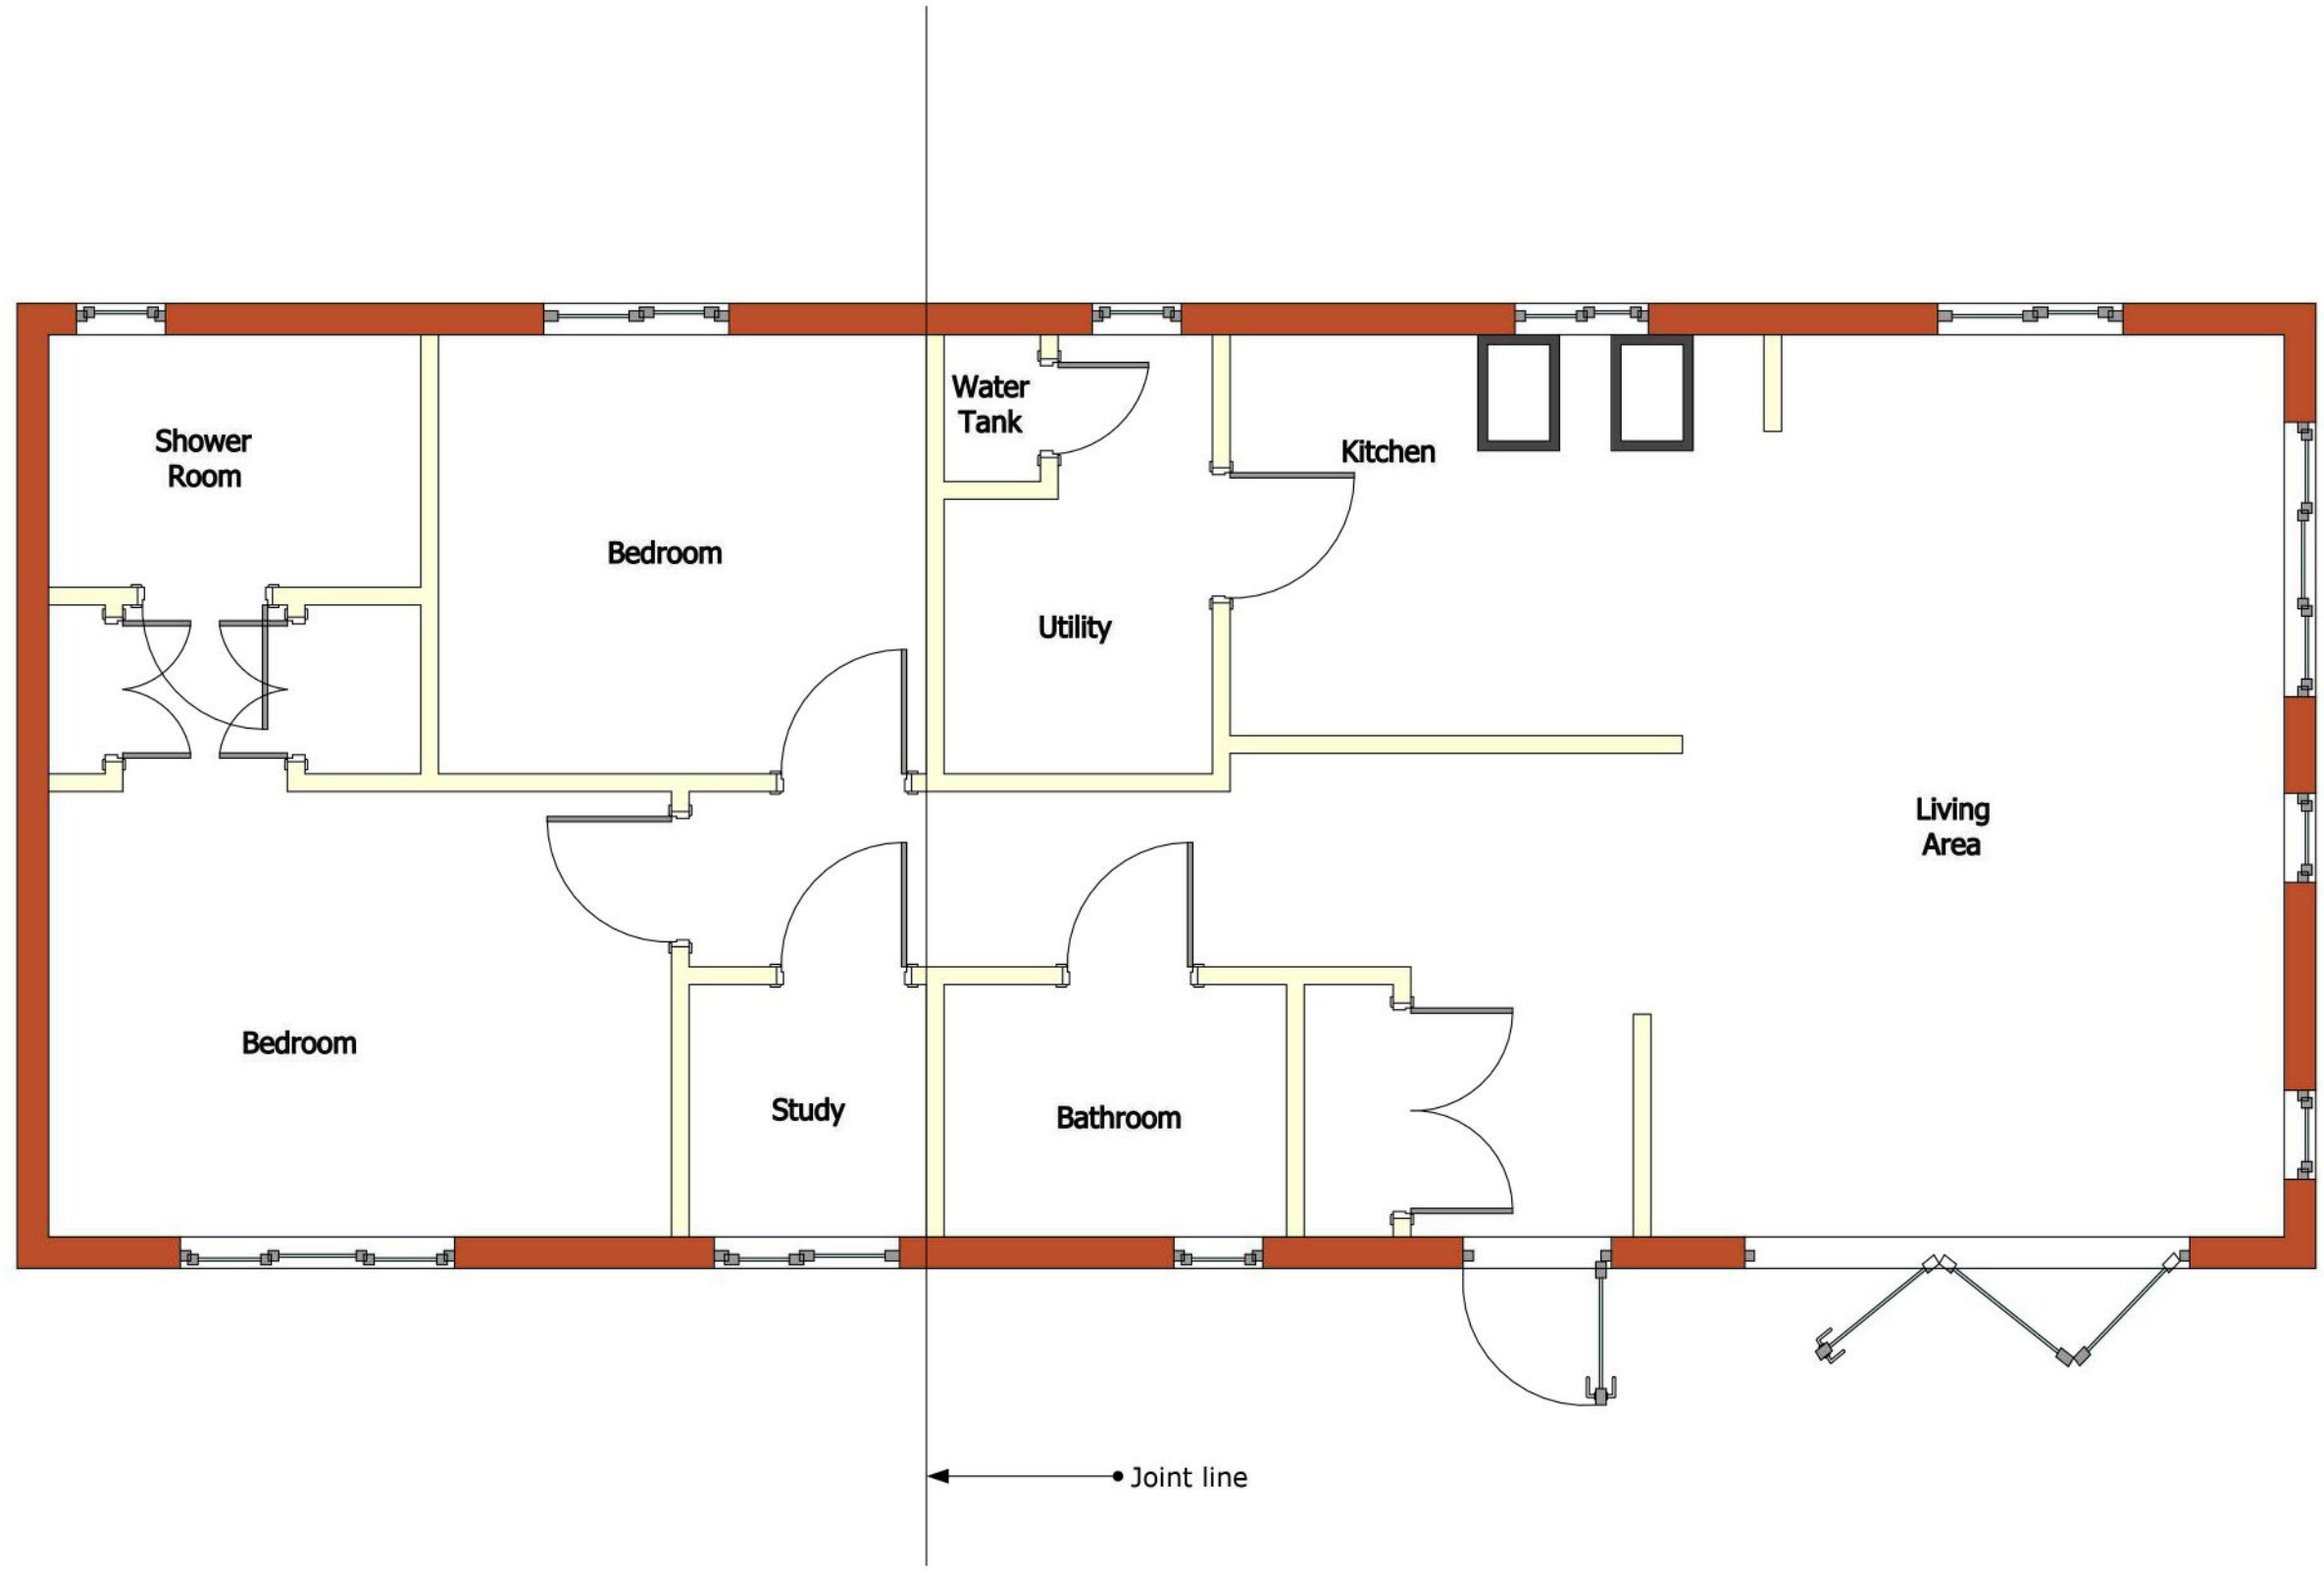 Water
Tank
Shower
Room
Kitchen
Bedroom
Utility
Living
Area
Bedroom
Study
Bathroom
Joint line